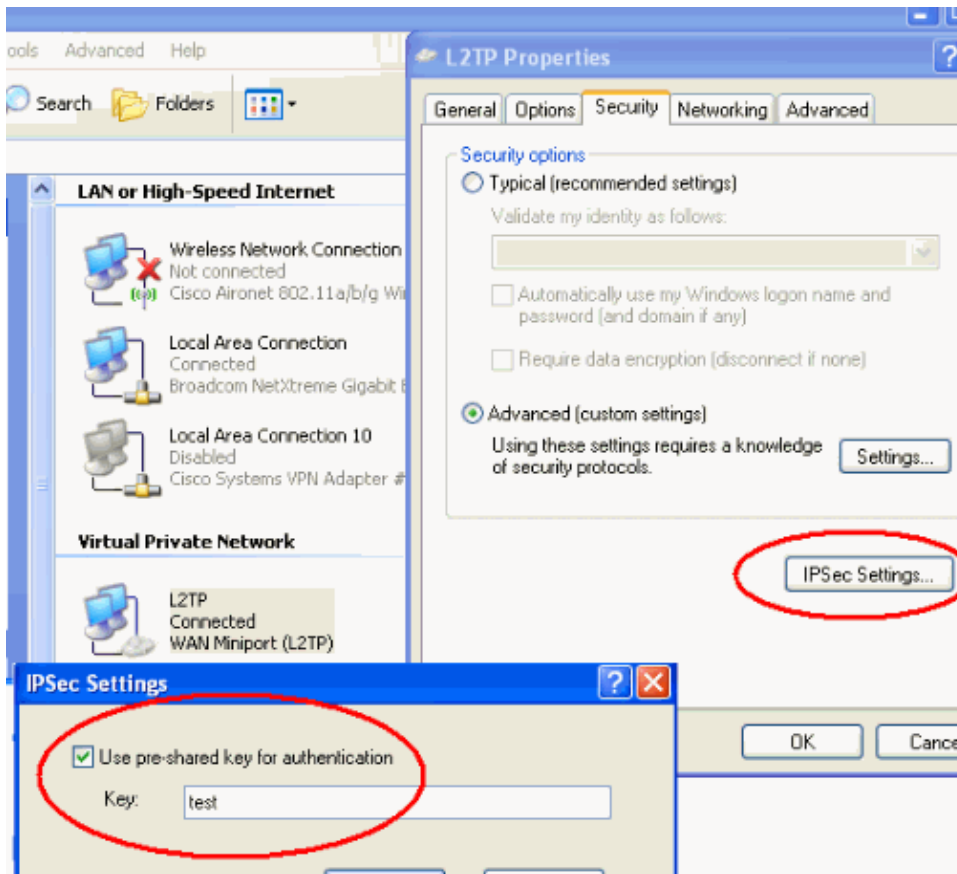 ools Advanced Help
Search Folders
LAN or High-Speed Internet
Wireless Network Connection
Not connected
Cisco Aironet 802.11a/b/g Wir
Local Area Connection
Connected
Broadcom NetXtreme Gigabit E
Local Area Connection 10
Disabled
Cisco Systems VPN Adapter #
Virtual Private Network
L2TP
Connected
WAN Miniport (L2TP)
L2TP Properties
General Options Security Networking Advanced
Security options
Typical (recommended settings)
Validate my identity as follows:
Automatically use my Windows logon name and
password (and domain if any)
Require data encryption (disconnect if none)
Advanced (custom settings)
Using these settings requires a knowledge
of security protocols.
Settings...
IPSec Settings...
OK Cance
IPSec Settings
Use pre-shared key for authentication
Key: test